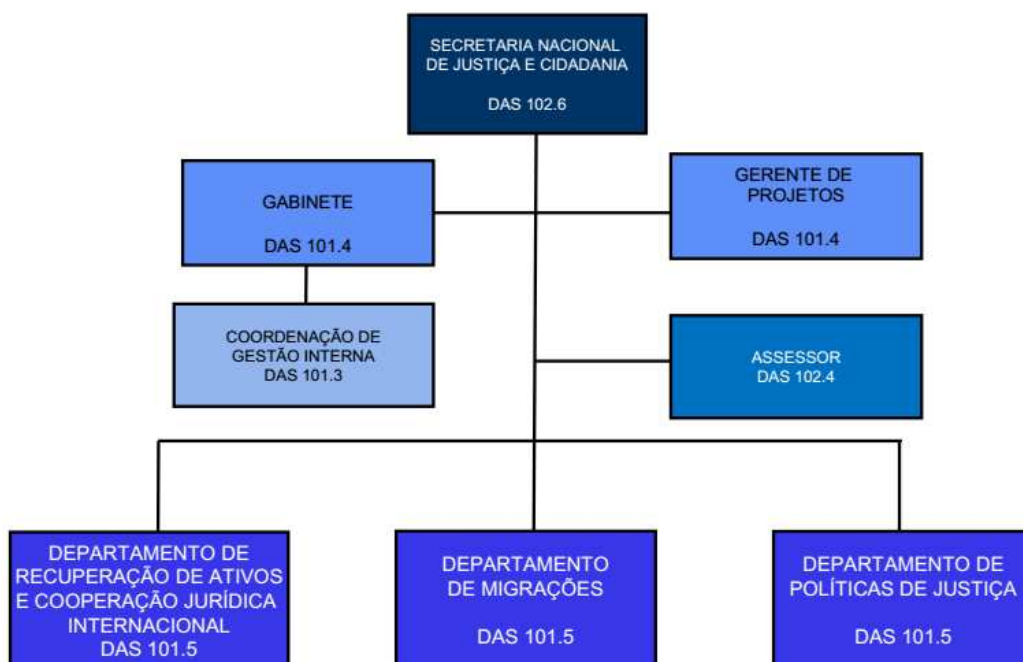 SECRETARIA NACIONAL
DE JUSTIÇA E CIDADANIA
DAS 102.6
GABINETE
DAS 101.4
GERENTE DE
PROJETOS
DAS 101.4
COORDENAÇÃO DE
GESTÃO INTERNA
DAS 101.3
ASSESSOR
DAS 102.4
DEPARTAMENTO DE
RECUPERAÇÃO DE ATIVOS
E COOPERAÇÃO JURÍDICA
INTERNACIONAL
DAS 101.5
DEPARTAMENTO
DE MIGRAÇÕES
DAS 101.5
DEPARTAMENTO DE
POLÍTICAS DE JUSTIÇA
DAS 101.5